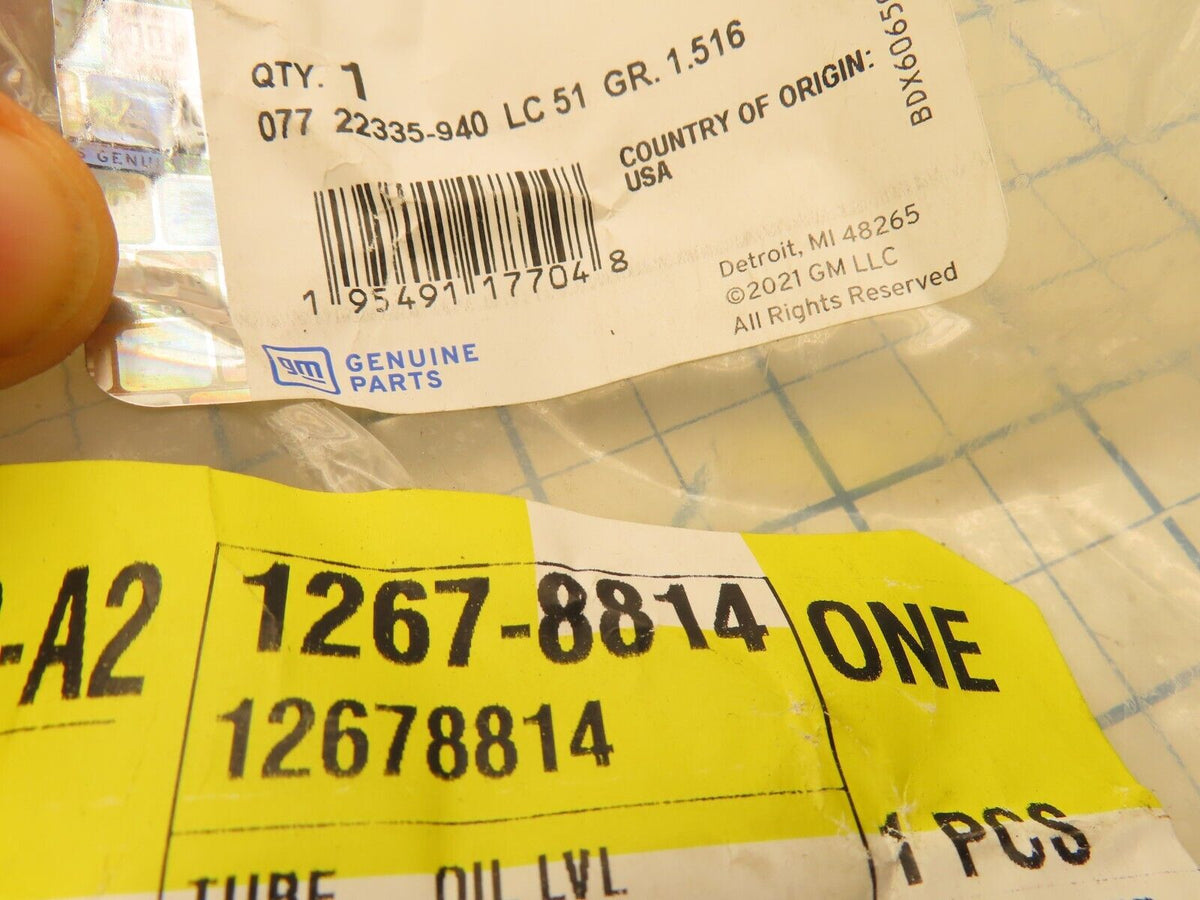 QTY. 1
077 22335-940 LC 51 GR. 1.516
COUNTRY OF ORIGIN:
USA
BDX6065
1 95491 17704 8
Detroit, MI 48265
©2021 GM LLC
All Rights Reserved
GENUI
gm GENUINE
PARTS
-A2
1267-8814
12678814
ONE
1 PCS
TUBE OIL LVL